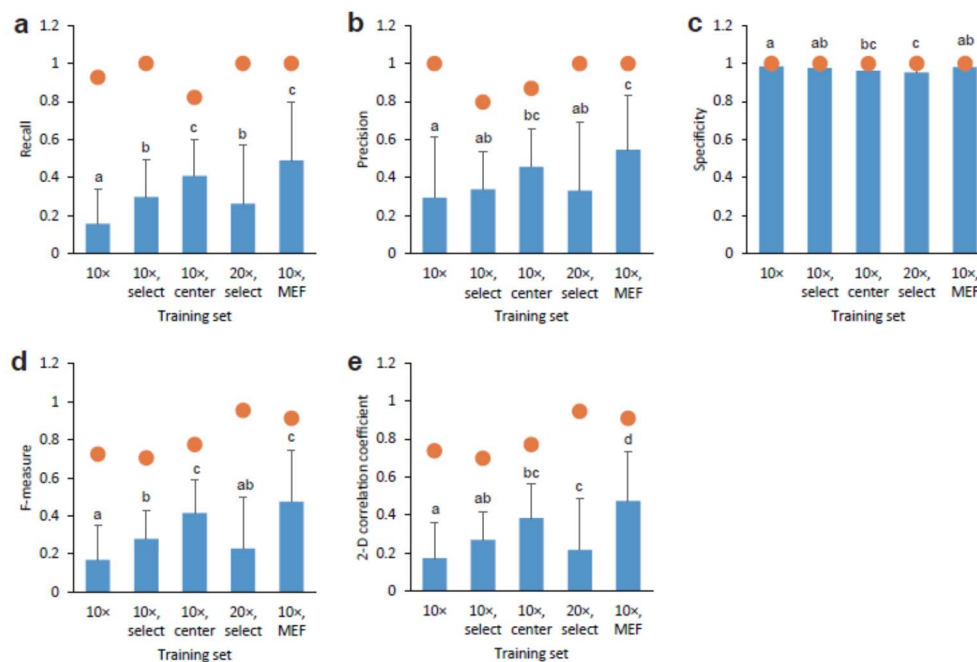 a
1.2
1
0.8
0.6
0.4
0.2
0
Recall
a
b
c
b
c
10×
10×, select
10×, center
20×, select
10×, MEF
Training set
b
1.2
1
0.8
0.6
0.4
0.2
0
Precision
a
ab
bc
ab
c
10×
10×, select
10×, center
20×, select
10×, MEF
Training set
c
1.2
1
0.8
0.6
0.4
0.2
0
Specificity
a
ab
bc
c
ab
10×
10×, select
10×, center
20×, select
10×, MEF
Training set
d
1.2
1
0.8
0.6
0.4
0.2
0
F-measure
a
b
c
ab
c
10×
10×, select
10×, center
20×, select
10×, MEF
Training set
e
1.2
1
0.8
0.6
0.4
0.2
0
2-D correlation coefficient
a
ab
bc
c
d
10×
10×, select
10×, center
20×, select
10×, MEF
Training set